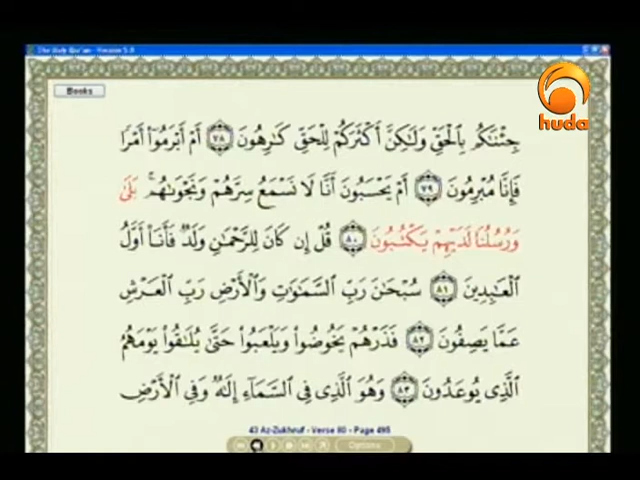 The Holy Qur'an - Version 5.0
Books
huda
جِئْنَـٰكُم بِٱلْحَقِّ وَلَـٰكِنَّ أَكْثَرَكُمْ لِلْحَقِّ كَـٰرِهُونَ ٧٨ أَمْ أَبْرَمُوٓا۟ أَمْرًا
فَإِنَّا مُبْرِمُونَ ٧٩ أَمْ يَحْسَبُونَ أَنَّا لَا نَسْمَعُ سِرَّهُمْ وَنَجْوَىٰهُم ۚ بَلَىٰ
وَرُسُلُنَا لَدَيْهِمْ يَكْتُبُونَ ٨٠ قُلْ إِن كَانَ لِلرَّحْمَـٰنِ وَلَدٌ فَأَنَا۠ أَوَّلُ
ٱلْعَـٰبِدِينَ ٨١ سُبْحَـٰنَ رَبِّ ٱلسَّمَـٰوَٰتِ وَٱلْأَرْضِ رَبِّ ٱلْعَرْشِ
عَمَّا يَصِفُونَ ٨٢ فَذَرْهُمْ يَخُوضُوا۟ وَيَلْعَبُوا۟ حَتَّىٰ يُلَـٰقُوا۟ يَوْمَهُمُ
ٱلَّذِى يُوعَدُونَ ٨٣ وَهُوَ ٱلَّذِى فِى ٱلسَّمَآءِ إِلَـٰهٌ وَفِى ٱلْأَرْضِ
43 Az-Zukhruf - Verse 80 - Page 495
Options